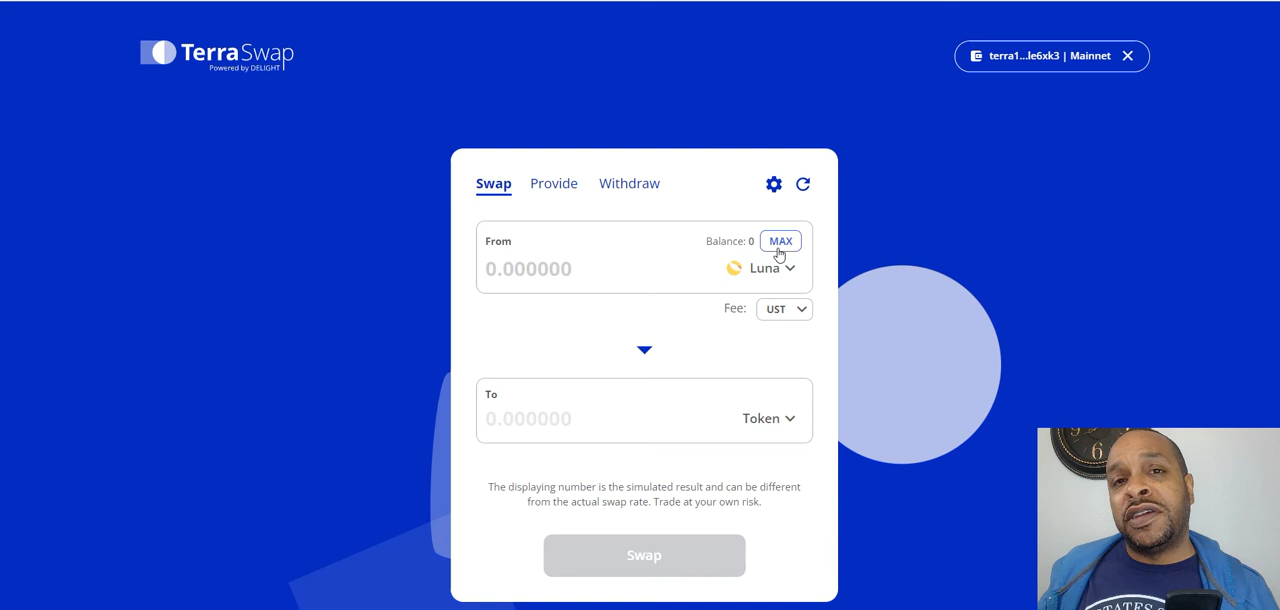 TerraSwap
Powered by DELIGHT
terra1...le6xk3 | Mainnet
Swap Provide Withdraw
From Balance: 0 MAX
0.000000 Luna
Fee: UST
To
0.000000 Token
The displaying number is the simulated result and can be different
from the actual swap rate. Trade at your own risk.
Swap